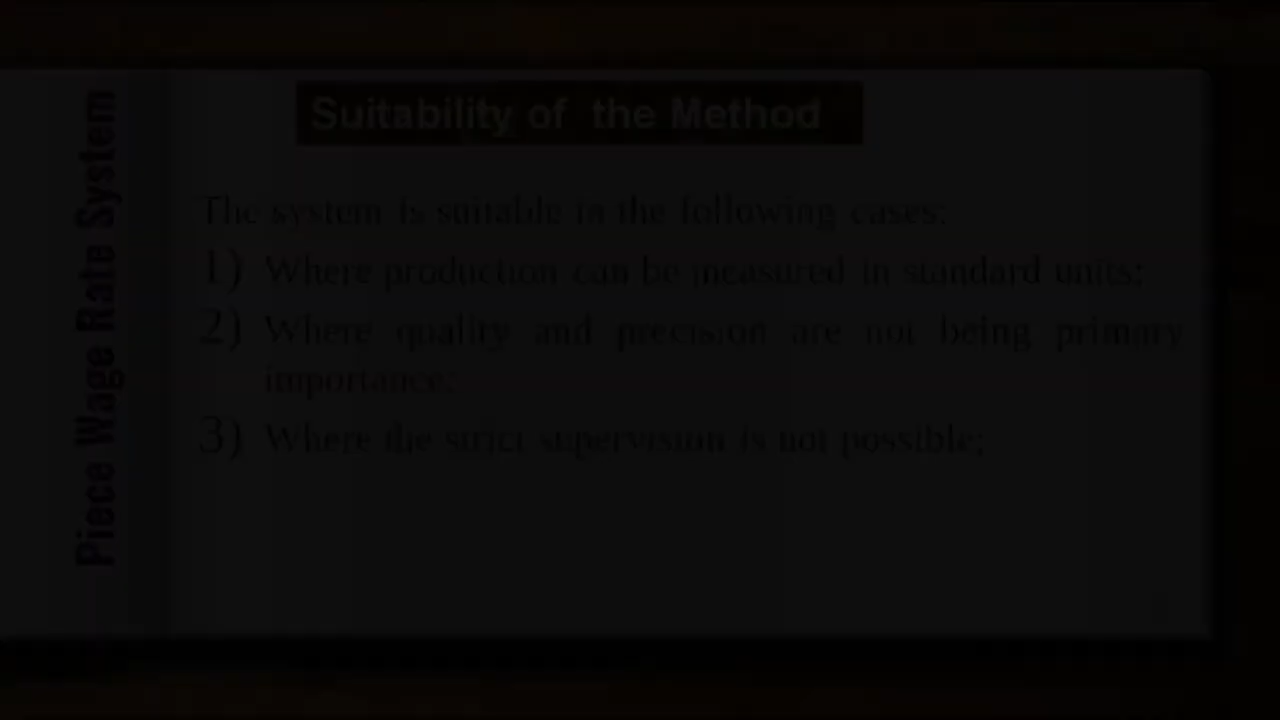 Piece Wage Rate System
Suitability of the Method
The system is suitable in the following cases:
1) Where production can be measured in standard units;
2) Where quality and precision are not being primary
importance;
3) Where the strict supervision is not possible;